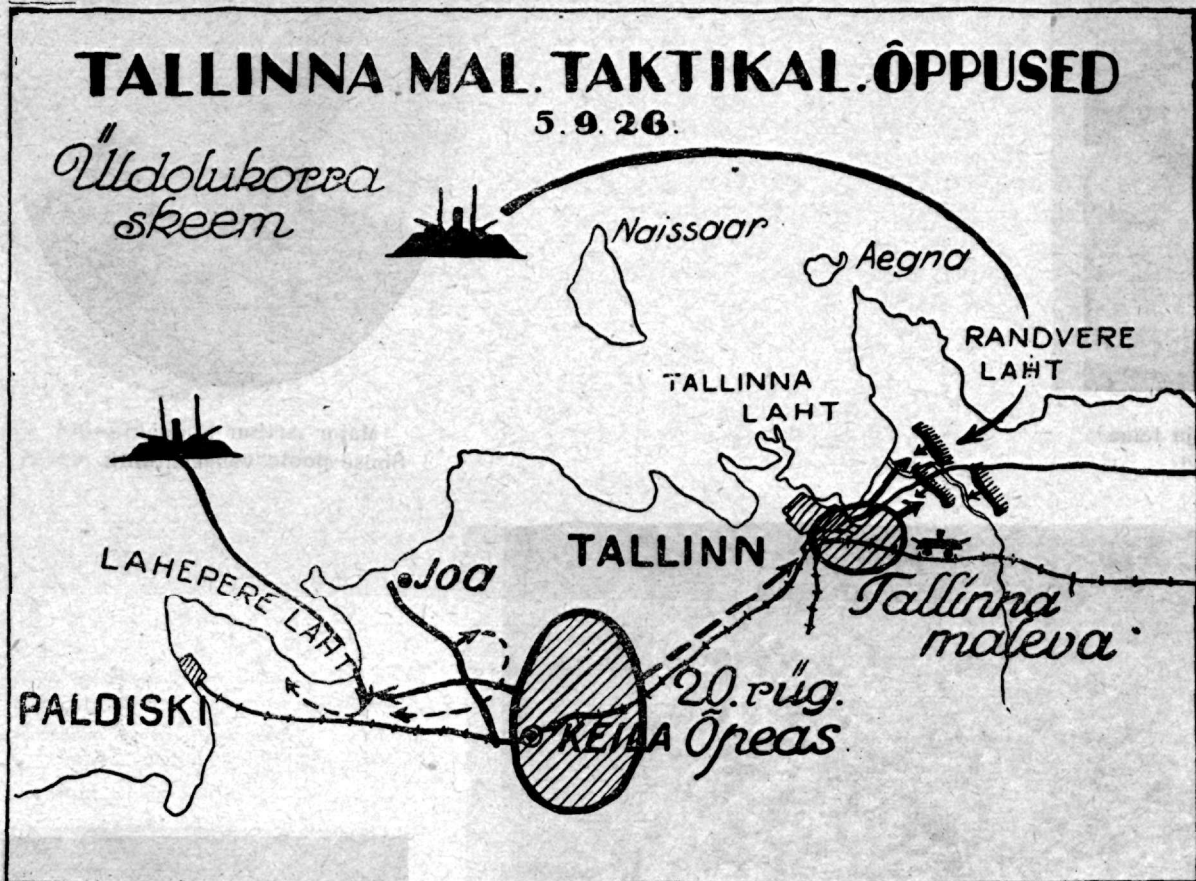 TALLINNA MAL. TAKTIKAL. ÕPPUSED
5.9.26.
Üldolukorra
skeem
Naissaar
Aegna
RANDVERE
LAHT
TALLINNA
LAHT
TALLINN
Tallinna
maleva
LAHEPERE LAHT
Joa
PALDISKI
KEILA
20. rüg.
Õpeas.